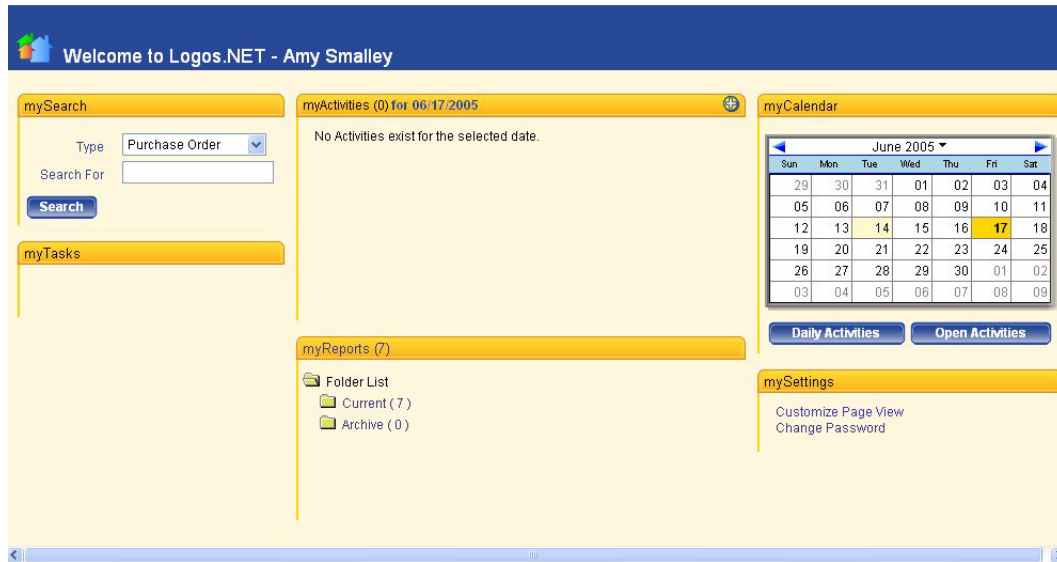 Welcome to Logos.NET - Amy Smalley
mySearch
Type Purchase Order
Search For
Search
myTasks
myActivities (0) for 06/17/2005
No Activities exist for the selected date.
myReports (7)
Folder List
Current ( 7 )
Archive ( 0 )
myCalendar
June 2005
Sun Mon Tue Wed Thu Fri Sat
29 30 31 01 02 03 04
05 06 07 08 09 10 11
12 13 14 15 16 17 18
19 20 21 22 23 24 25
26 27 28 29 30 01 02
03 04 05 06 07 08 09
Daily Activities Open Activities
mySettings
Customize Page View
Change Password